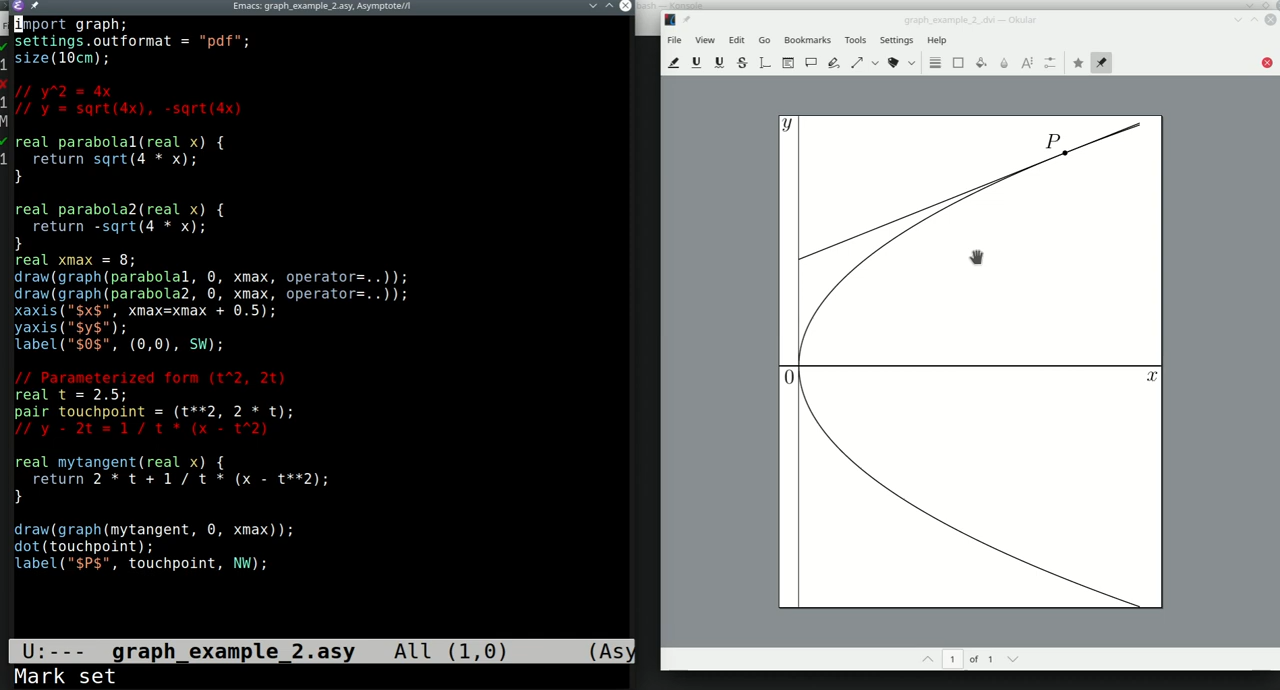 Emacs: graph_example_2.asy, Asymptote//l
import graph;
settings.outformat = "pdf";
size(10cm);
// y^2 = 4x
// y = sqrt(4x), -sqrt(4x)
real parabola1(real x) {
return sqrt(4 * x);
}
real parabola2(real x) {
return -sqrt(4 * x);
}
real xmax = 8;
draw(graph(parabola1, 0, xmax, operator=..));
draw(graph(parabola2, 0, xmax, operator=..));
xaxis("$x$", xmax=xmax + 0.5);
yaxis("$y$");
label("$0$", (0,0), SW);
// Parameterized form (t^2, 2t)
real t = 2.5;
pair touchpoint = (t**2, 2 * t);
// y - 2t = 1 / t * (x - t^2)
real mytangent(real x) {
return 2 * t + 1 / t * (x - t**2);
}
draw(graph(mytangent, 0, xmax));
dot(touchpoint);
label("$P$", touchpoint, NW);
U:--- graph_example_2.asy All (1,0) (Asy
Mark set
bash — Konsole
graph_example_2_.dvi — Okular
File View Edit Go Bookmarks Tools Settings Help
y
P
0
x
1 of 1